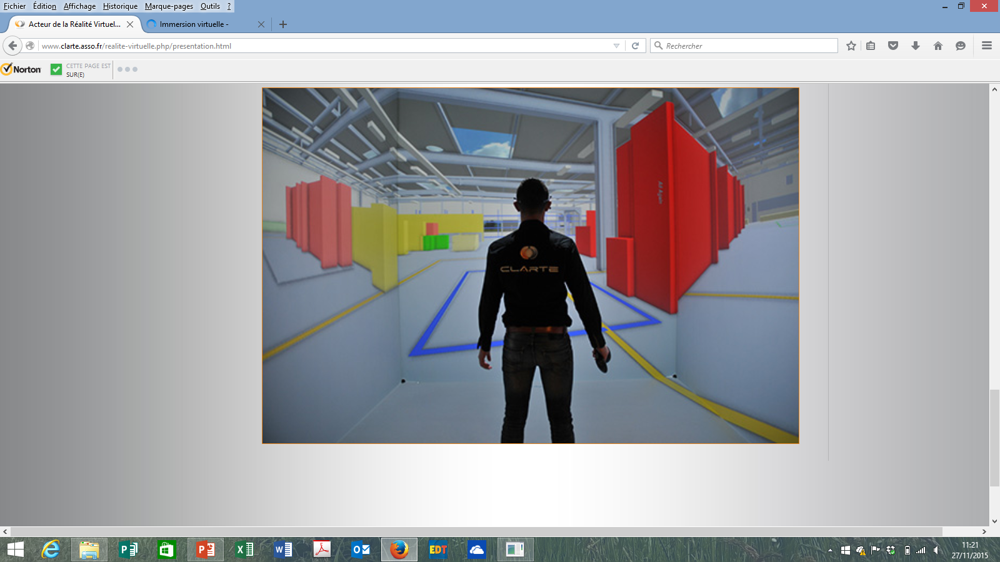 Fichier Édition Affichage Historique Marque-pages Outils ?
Acteur de la Réalité Virtuel...
Immersion virtuelle -
www.clarte.asso.fr/realite-virtuelle.php/presentation.html
Rechercher
Norton
CETTE PAGE EST
SUR(E)
CLARTE
EDT
11:21
27/11/2015